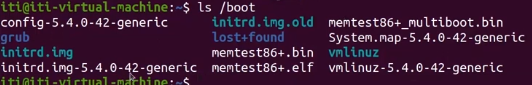 iti@iti-virtual-machine:~$ ls /boot
config-5.4.0-42-generic initrd.img.old memtest86+_multiboot.bin
grub lost+found System.map-5.4.0-42-generic
initrd.img memtest86+.bin vmlinuz
initrd.img-5.4.0-42-generic memtest86+.elf vmlinuz-5.4.0-42-generic
iti@iti-virtual-machine:~$